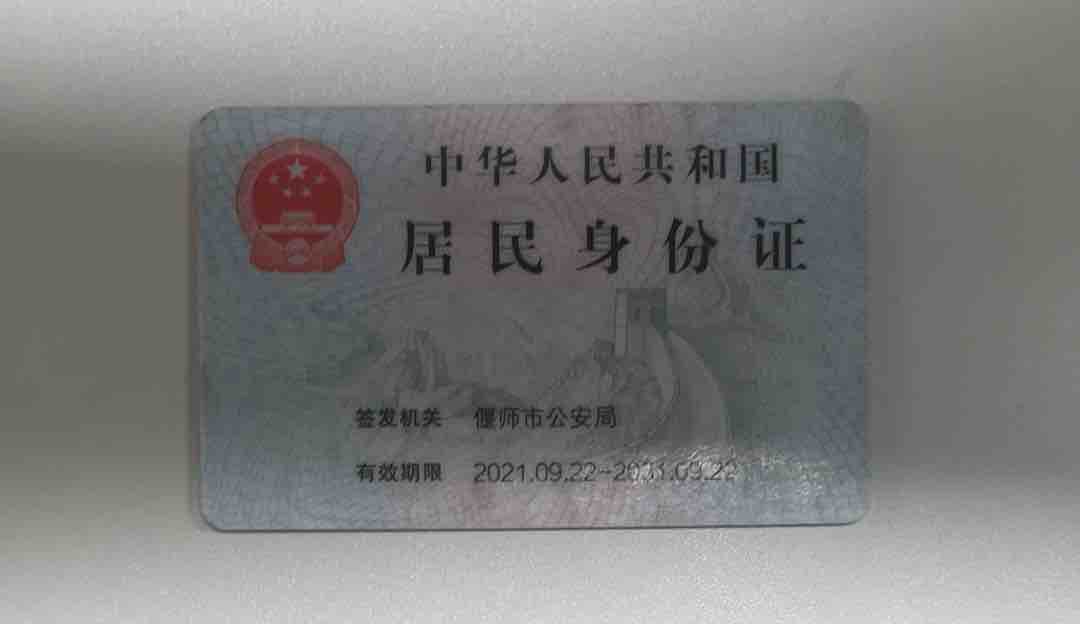 中华人民共和国
居民身份证
签发机关 偃师市公安局
有效期限 2021.09.22-2031.09.22